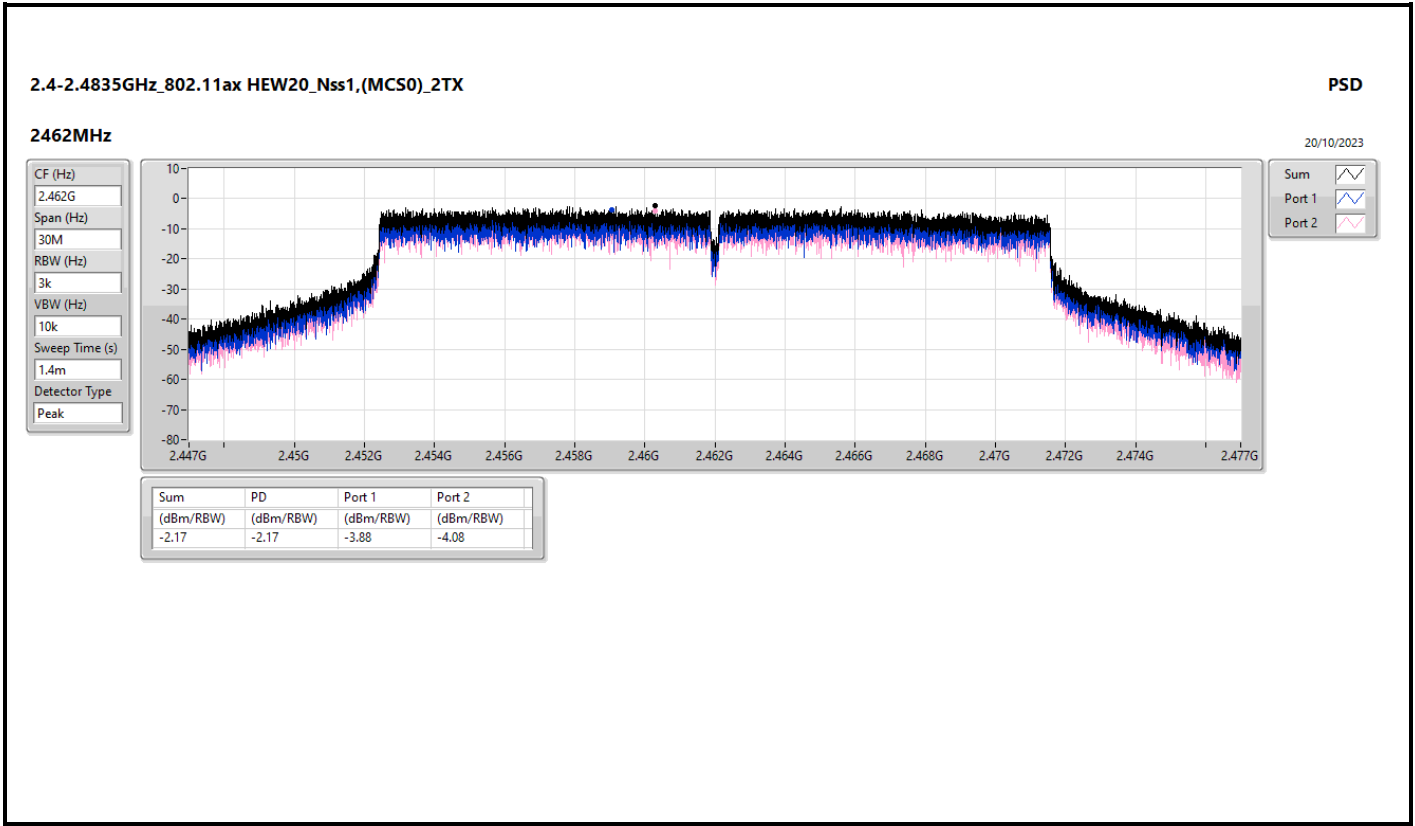 2.4-2.4835GHz_802.11ax HEW20_Nss1,(MCS0)_2TX PSD
2462MHz
20/10/2023
CF (Hz)
2.462G
Span (Hz)
30M
RBW (Hz)
3k
VBW (Hz)
10k
Sweep Time (s)
1.4m
Detector Type
Peak
10
0
-10
-20
-30
-40
-50
-60
-70
-80
2.447G 2.45G 2.452G 2.454G 2.456G 2.458G 2.46G 2.462G 2.464G 2.466G 2.468G 2.47G 2.472G 2.474G 2.477G
Sum
Port 1
Port 2
Sum PD Port 1 Port 2
(dBm/RBW) (dBm/RBW) (dBm/RBW) (dBm/RBW)
-2.17 -2.17 -3.88 -4.08